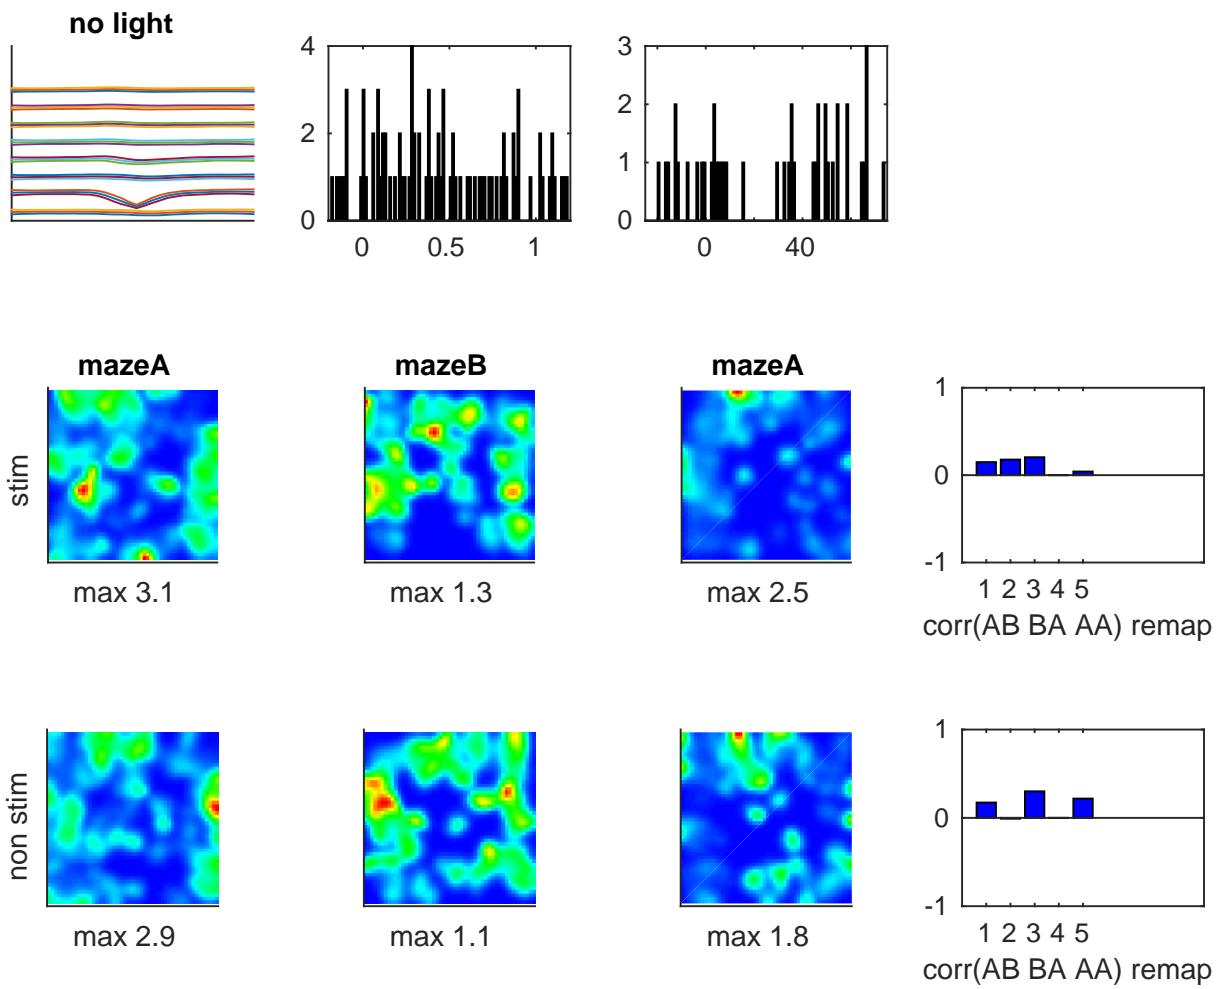 no light
4
2
0
0
0.5
1
3
2
1
0
0
40
mazeA
mazeB
mazeA
stim
max 3.1
max 1.3
max 2.5
1
0
-1
1 2 3 4 5
corr(AB BA AA) remap
non stim
max 2.9
max 1.1
max 1.8
1
0
-1
1 2 3 4 5
corr(AB BA AA) remap